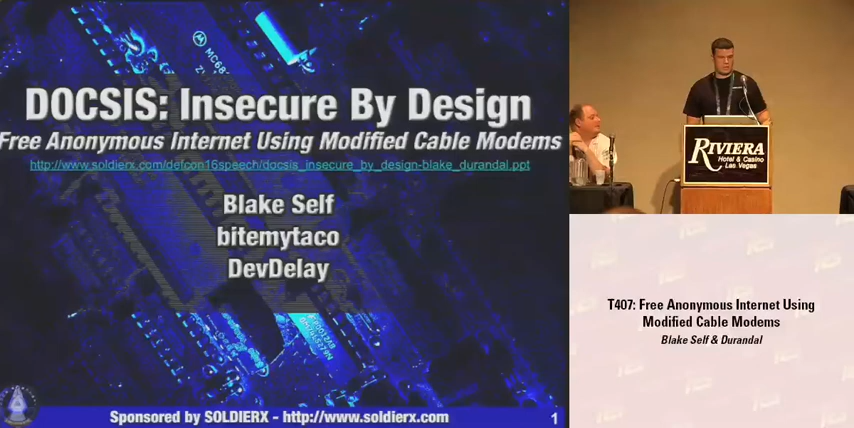 DOCSIS: Insecure By Design
Free Anonymous Internet Using Modified Cable Modems
http://www.soldierx.com/defcon16speech/docsis_insecure_by_design-blake_durandal.ppt
Blake Self
bitemytaco
DevDelay
Sponsored by SOLDIERX - http://www.soldierx.com
1
RIVIERA
Hotel & Casino
Las Vegas
T407: Free Anonymous Internet Using
Modified Cable Modems
Blake Self & Durandal